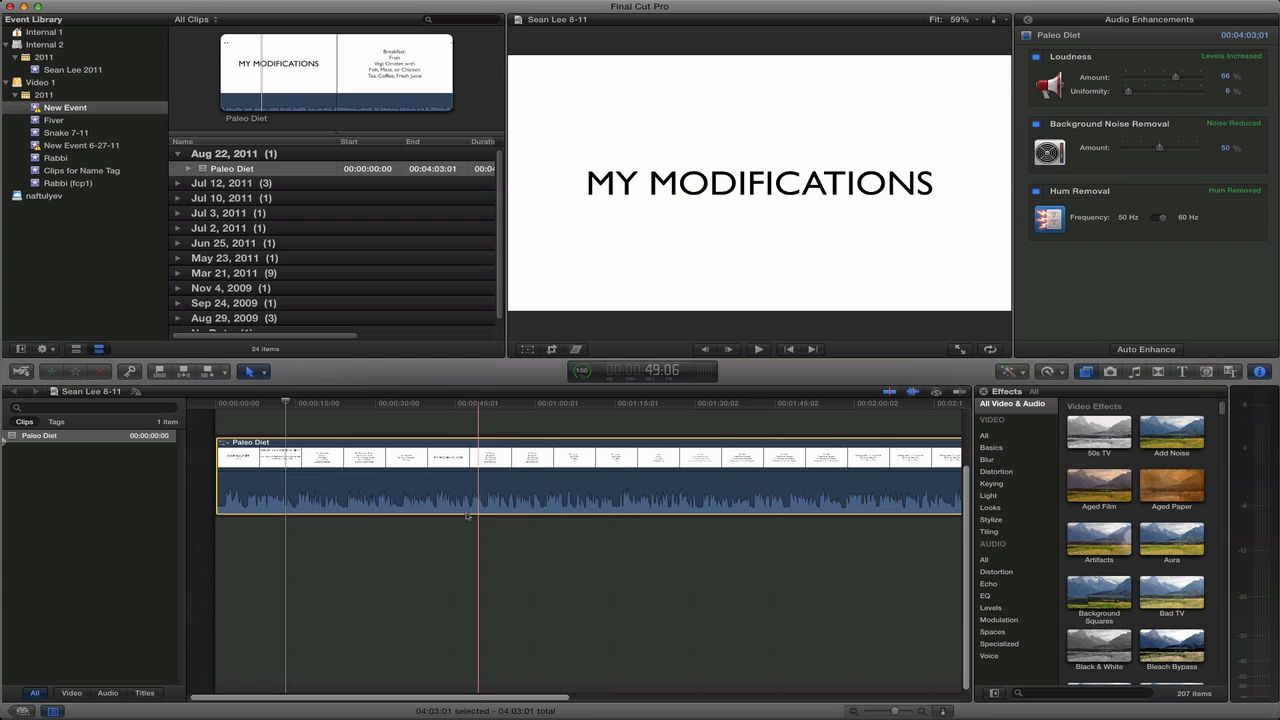 Final Cut Pro
Event Library
All Clips
Sean Lee 8-11
Fit: 59%
Audio Enhancements
Internal 1
Internal 2
2011
Sean Lee 2011
Video 1
2011
New Event
Fiver
Snake 7-11
New Event 6-27-11
Rabbi
Clips for Name Tag
Rabbi (fcp1)
naftulyev
MY MODIFICATIONS
Breakfast:
Fruit
Vegi Omelet with
Fish, Meat, or Chicken
Tea, Coffee, Fresh Juice
Paleo Diet
Name Start End Durati
Aug 22, 2011 (1)
Paleo Diet 00:00:00:00 00:04:03:01 00:04
Jul 12, 2011 (3)
Jul 10, 2011 (1)
Jul 3, 2011 (1)
Jul 2, 2011 (1)
Jun 25, 2011 (1)
May 23, 2011 (1)
Mar 21, 2011 (9)
Nov 4, 2009 (1)
Sep 24, 2009 (1)
Aug 29, 2009 (3)
24 items
MY MODIFICATIONS
Paleo Diet 00:04:03;01
Loudness Levels Increased
Amount: 66 %
Uniformity: 6 %
Background Noise Removal Noise Reduced
Amount: 50 %
Hum Removal Hum Removed
Frequency: 50 Hz 60 Hz
Auto Enhance
100 00:00:49:06
HR MIN SEC FR
Sean Lee 8-11
Clips Tags 1 item
Paleo Diet 00:00:00:00
00:00:00:00 00:00:15:00 00:00:30:00 00:00:45:01 00:01:00:02 00:01:15:01 00:01:45:02 00:02:00:02 00:02:1
Paleo Diet
Effects All
All Video & Audio
VIDEO
All
Basics
Blur
Distortion
Keying
Light
Looks
Stylize
Tiling
AUDIO
All
Distortion
Echo
EQ
Levels
Modulation
Spaces
Specialized
Voice
Video Effects
50s TV Add Noise
Aged Film Aged Paper
Artifacts Aura
Background Squares Bad TV
Black & White Bleach Bypass
All Video Audio Titles
207 items
04:03:01 selected - 04:03:01 total